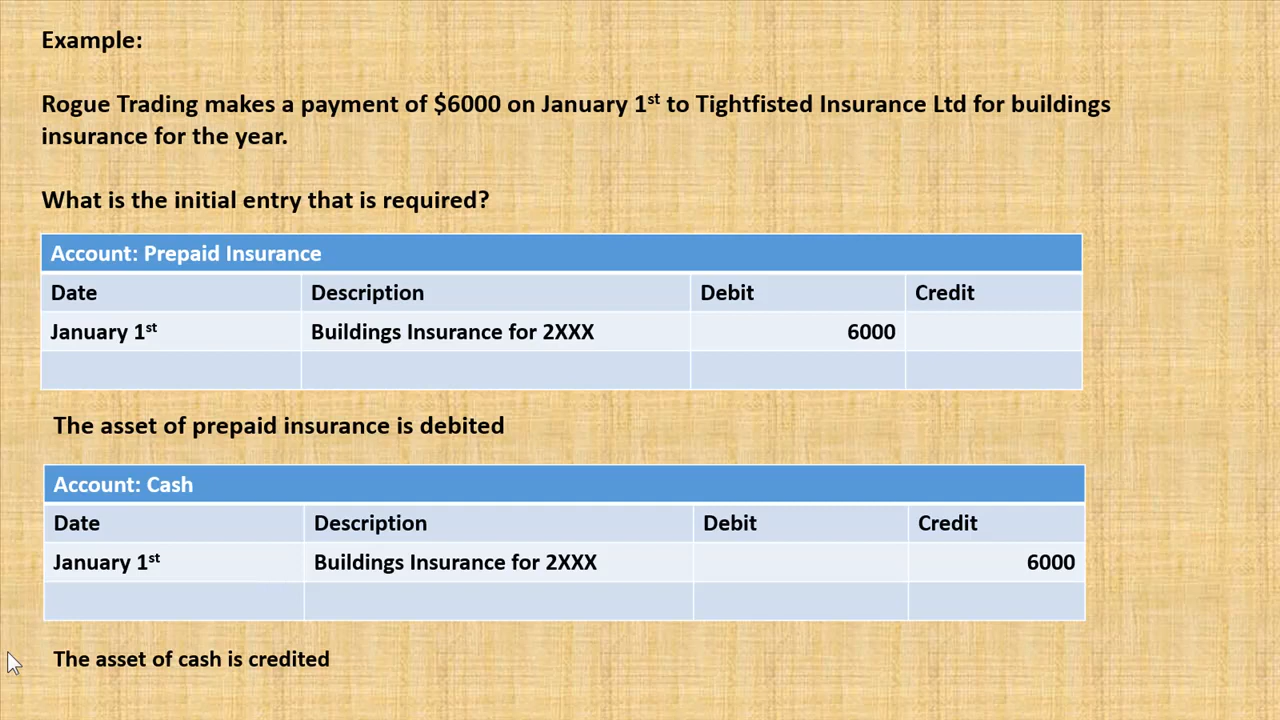 Example:
Rogue Trading makes a payment of $6000 on January 1st to Tightfisted Insurance Ltd for buildings
insurance for the year.
What is the initial entry that is required?
Account: Prepaid Insurance
Date Description Debit Credit
January 1st Buildings Insurance for 2XXX 6000
The asset of prepaid insurance is debited
Account: Cash
Date Description Debit Credit
January 1st Buildings Insurance for 2XXX 6000
The asset of cash is credited